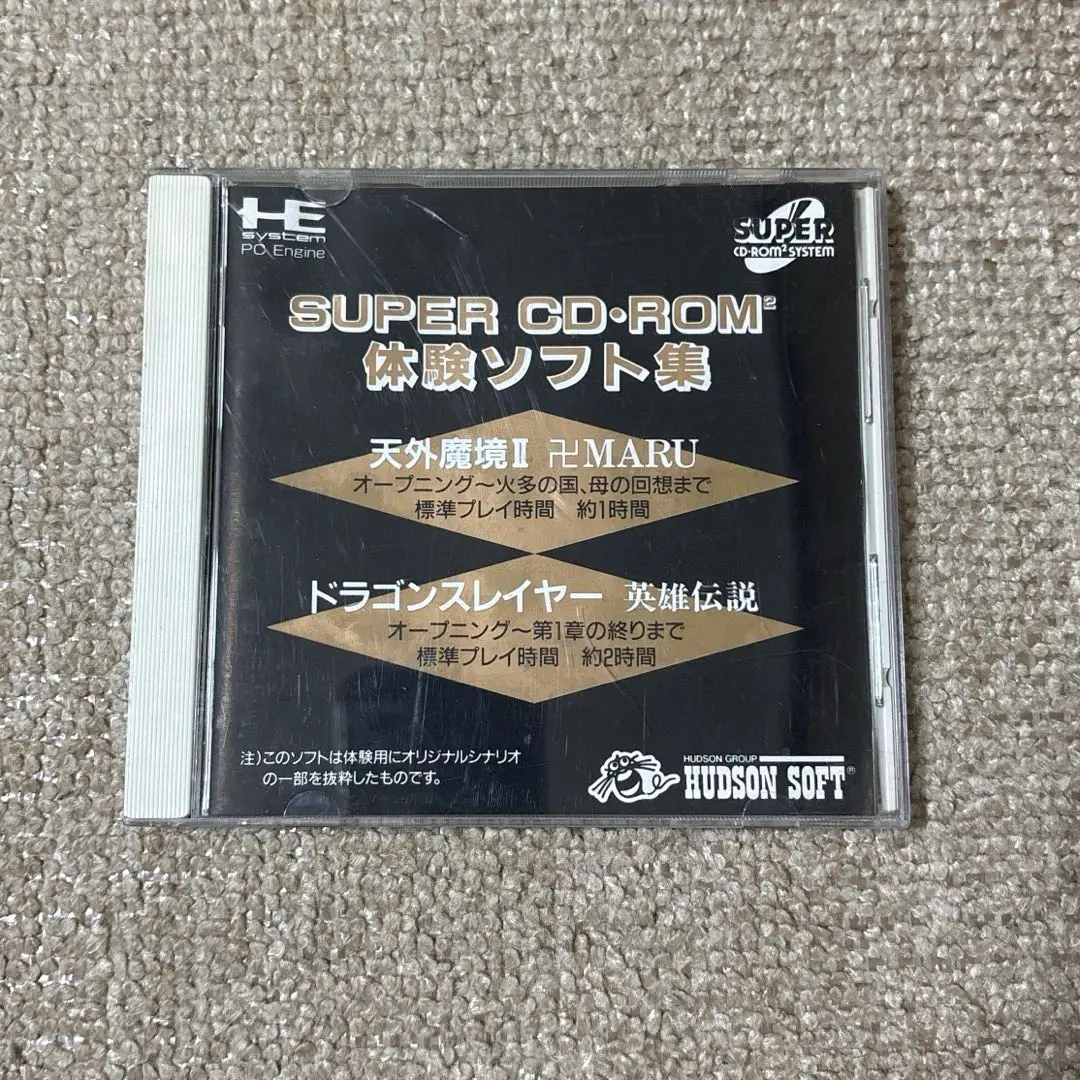 HE
system
PC Engine
SUPER
CD-ROM² SYSTEM
SUPER CD・ROM²
体験ソフト集
天外魔境Ⅱ 卍MARU
オープニング〜火多の国、母の回想まで
標準プレイ時間 約1時間
ドラゴンスレイヤー 英雄伝説
オープニング〜第1章の終りまで
標準プレイ時間 約2時間
注)このソフトは体験用にオリジナルシナリオ
の一部を抜粋したものです。
HUDSON GROUP
HUDSON SOFT®